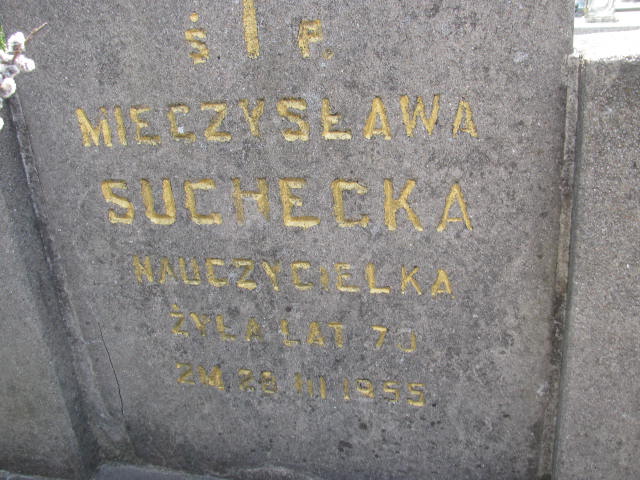 Ś P.
MIECZYSŁAWA
SUCHECKA
NAUCZYCIELKA
ŻYŁA LAT 70
ZM. 28 III 1955.